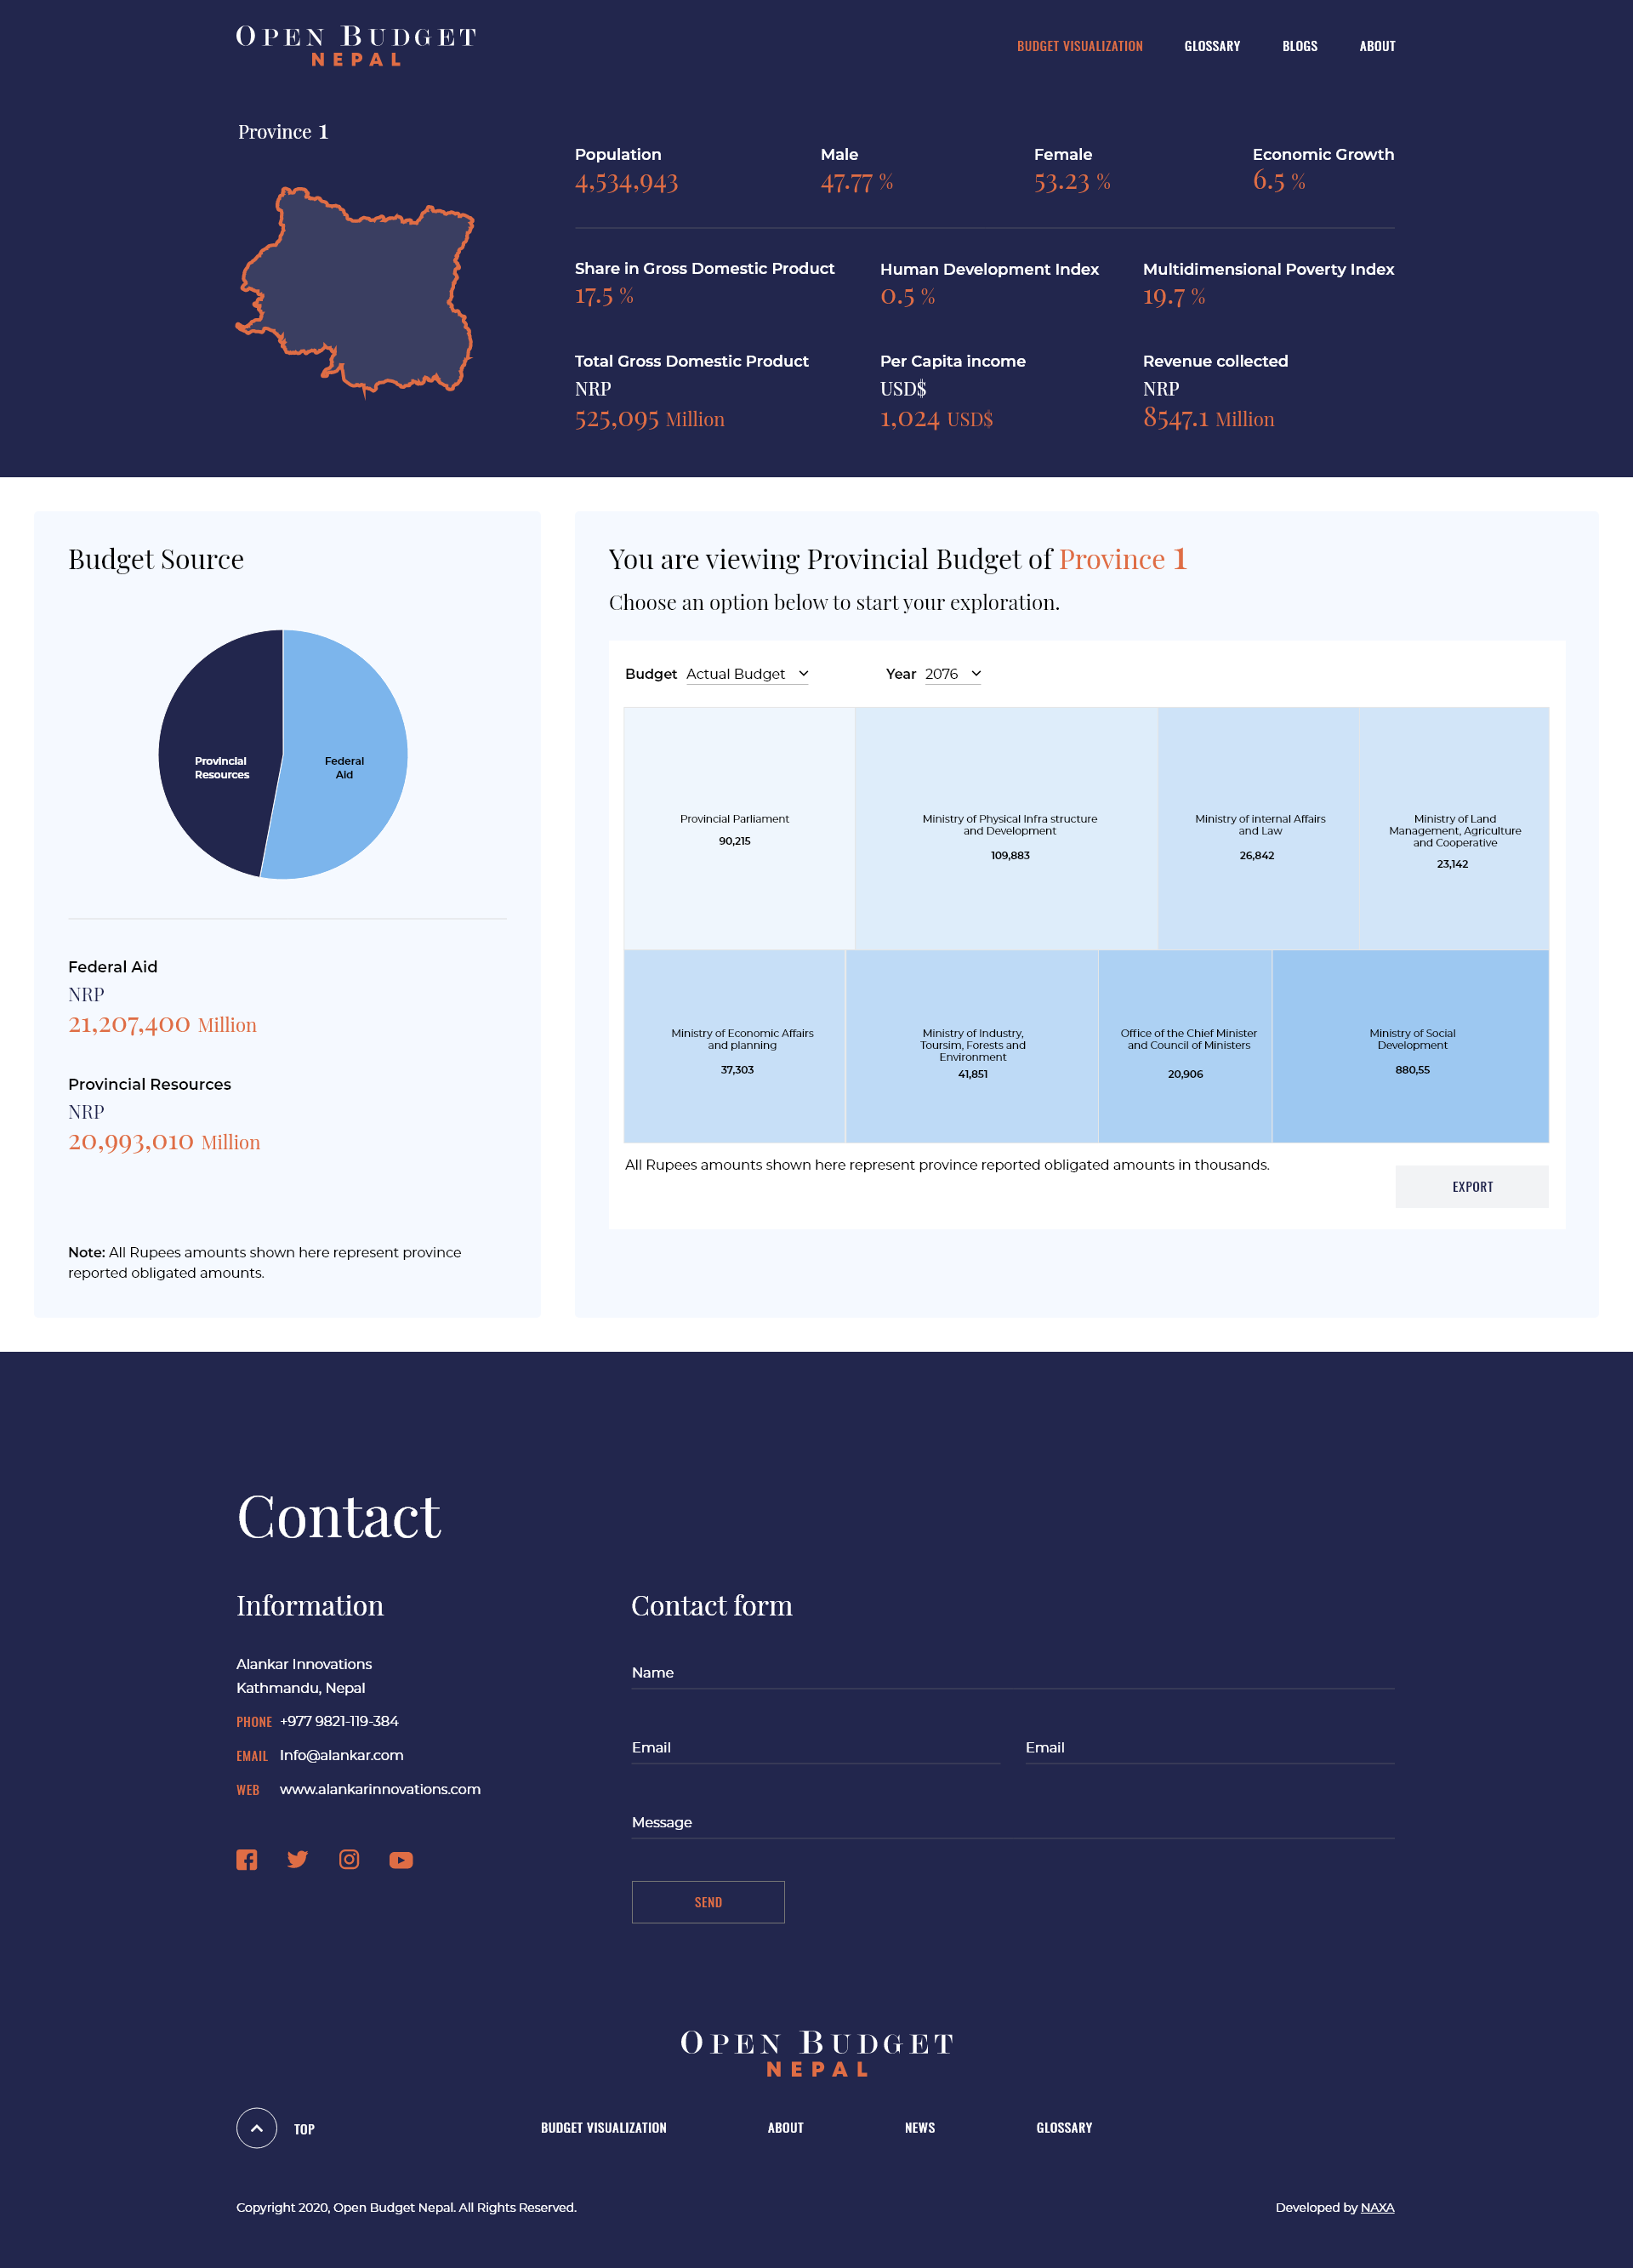 OPEN BUDGET
NEPAL
BUDGET VISUALIZATION GLOSSARY BLOGS ABOUT
Province 1
Population Male Female Economic Growth
4,534,943 47.77 % 53.23 % 6.5 %
Share in Gross Domestic Product Human Development Index Multidimensional Poverty Index
17.5 % 0.5 % 19.7 %
Total Gross Domestic Product Per Capita income Revenue collected
NRP USD$ NRP
525,095 Million 1,024 USD$ 8547.1 Million
Budget Source
Provincial
Resources
Federal
Aid
Federal Aid
NRP
21,207,400 Million
Provincial Resources
NRP
20,993,010 Million
Note: All Rupees amounts shown here represent province
reported obligated amounts.
You are viewing Provincial Budget of Province 1
Choose an option below to start your exploration.
Budget Actual Budget Year 2076
Provincial Parliament
90,215
Ministry of Physical Infra structure
and Development
109,883
Ministry of internal Affairs
and Law
26,842
Ministry of Land
Management, Agriculture
and Cooperative
23,142
Ministry of Economic Affairs
and planning
37,303
Ministry of Industry,
Toursim, Forests and
Environment
41,851
Office of the Chief Minister
and Council of Ministers
20,906
Ministry of Social
Development
880,55
All Rupees amounts shown here represent province reported obligated amounts in thousands.
EXPORT
Contact
Information
Alankar Innovations
Kathmandu, Nepal
PHONE +977 9821-119-384
EMAIL Info@alankar.com
WEB www.alankarinnovations.com
Contact form
Name
Email Email
Message
SEND
OPEN BUDGET
NEPAL
TOP BUDGET VISUALIZATION ABOUT NEWS GLOSSARY
Copyright 2020, Open Budget Nepal. All Rights Reserved. Developed by NAXA